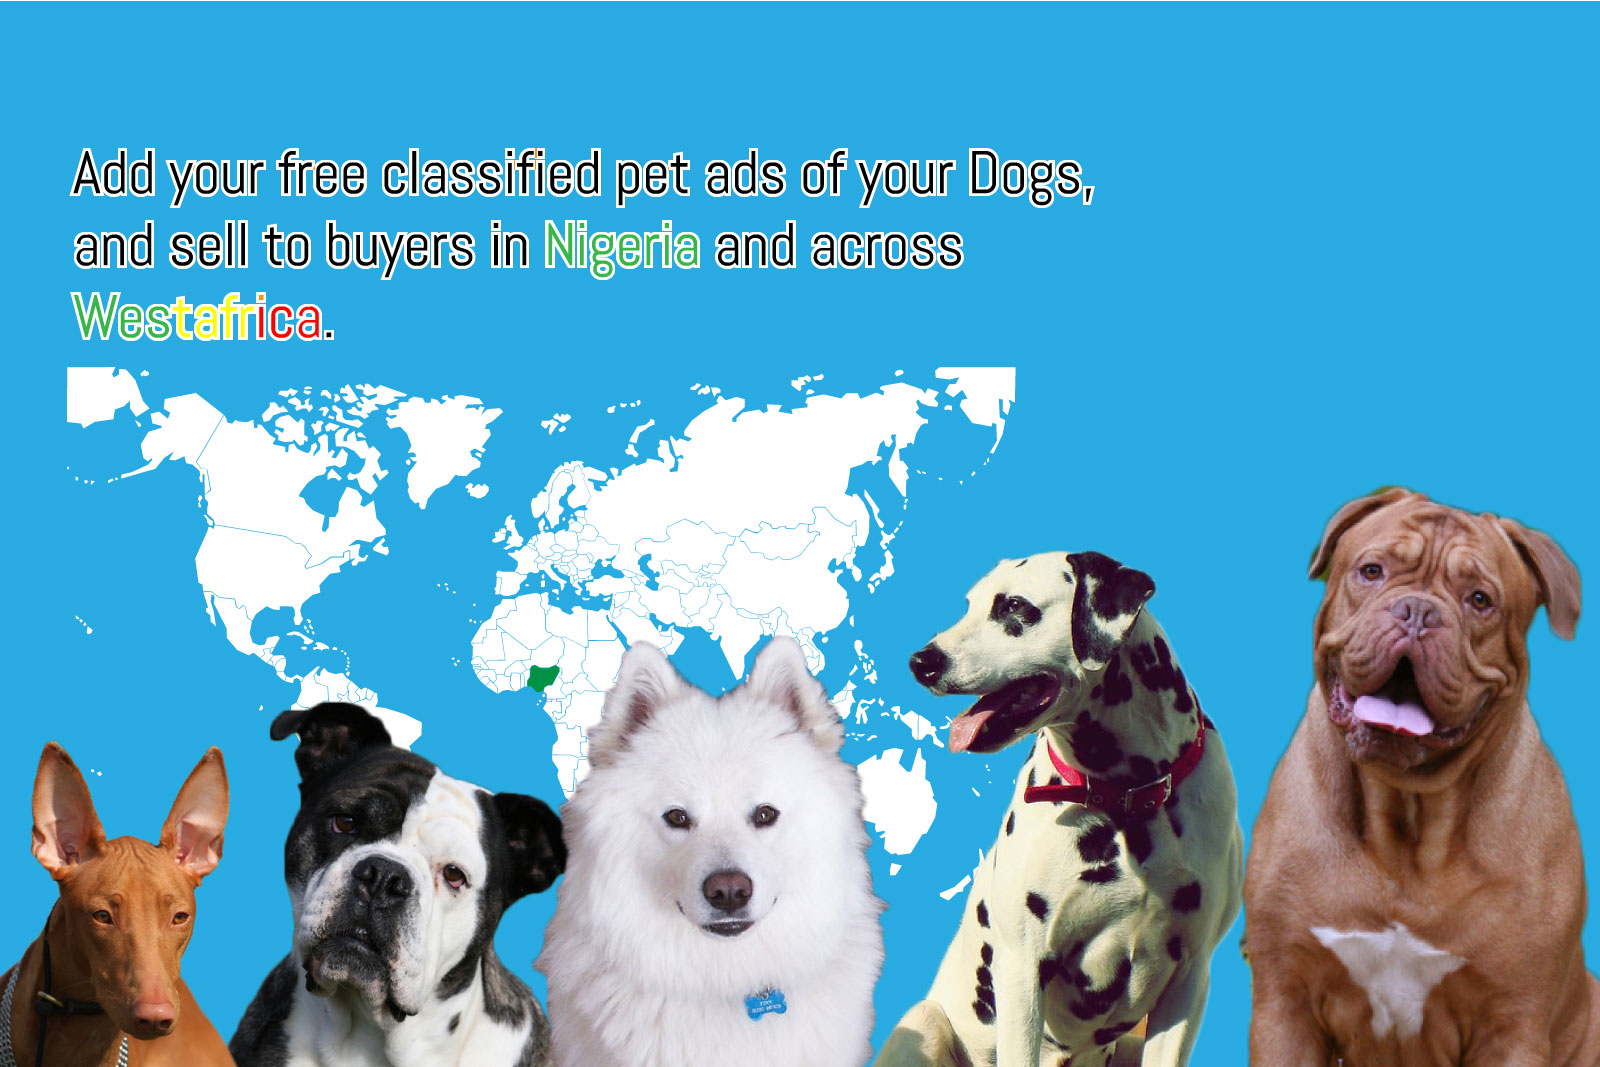 Add your free classified pet ads of your Dogs,
and sell to buyers in Nigeria and across
Westafrica.